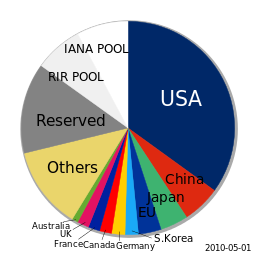 IANA POOL
RIR POOL
USA
Reserved
Others
China
Japan
EU
Australia
UK
France
Canada
Germany
S.Korea
2010-05-01